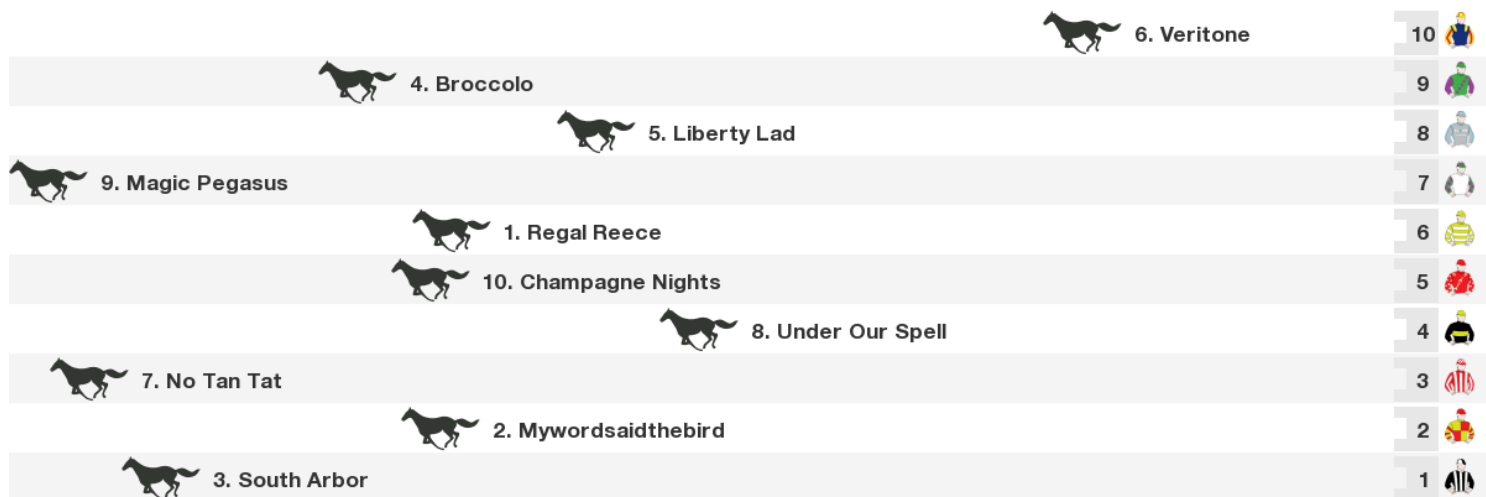 6. Veritone 10
4. Broccolo 9
5. Liberty Lad 8
9. Magic Pegasus 7
1. Regal Reece 6
10. Champagne Nights 5
8. Under Our Spell 4
7. No Tan Tat 3
2. Mywordsaidthebird 2
3. South Arbor 1